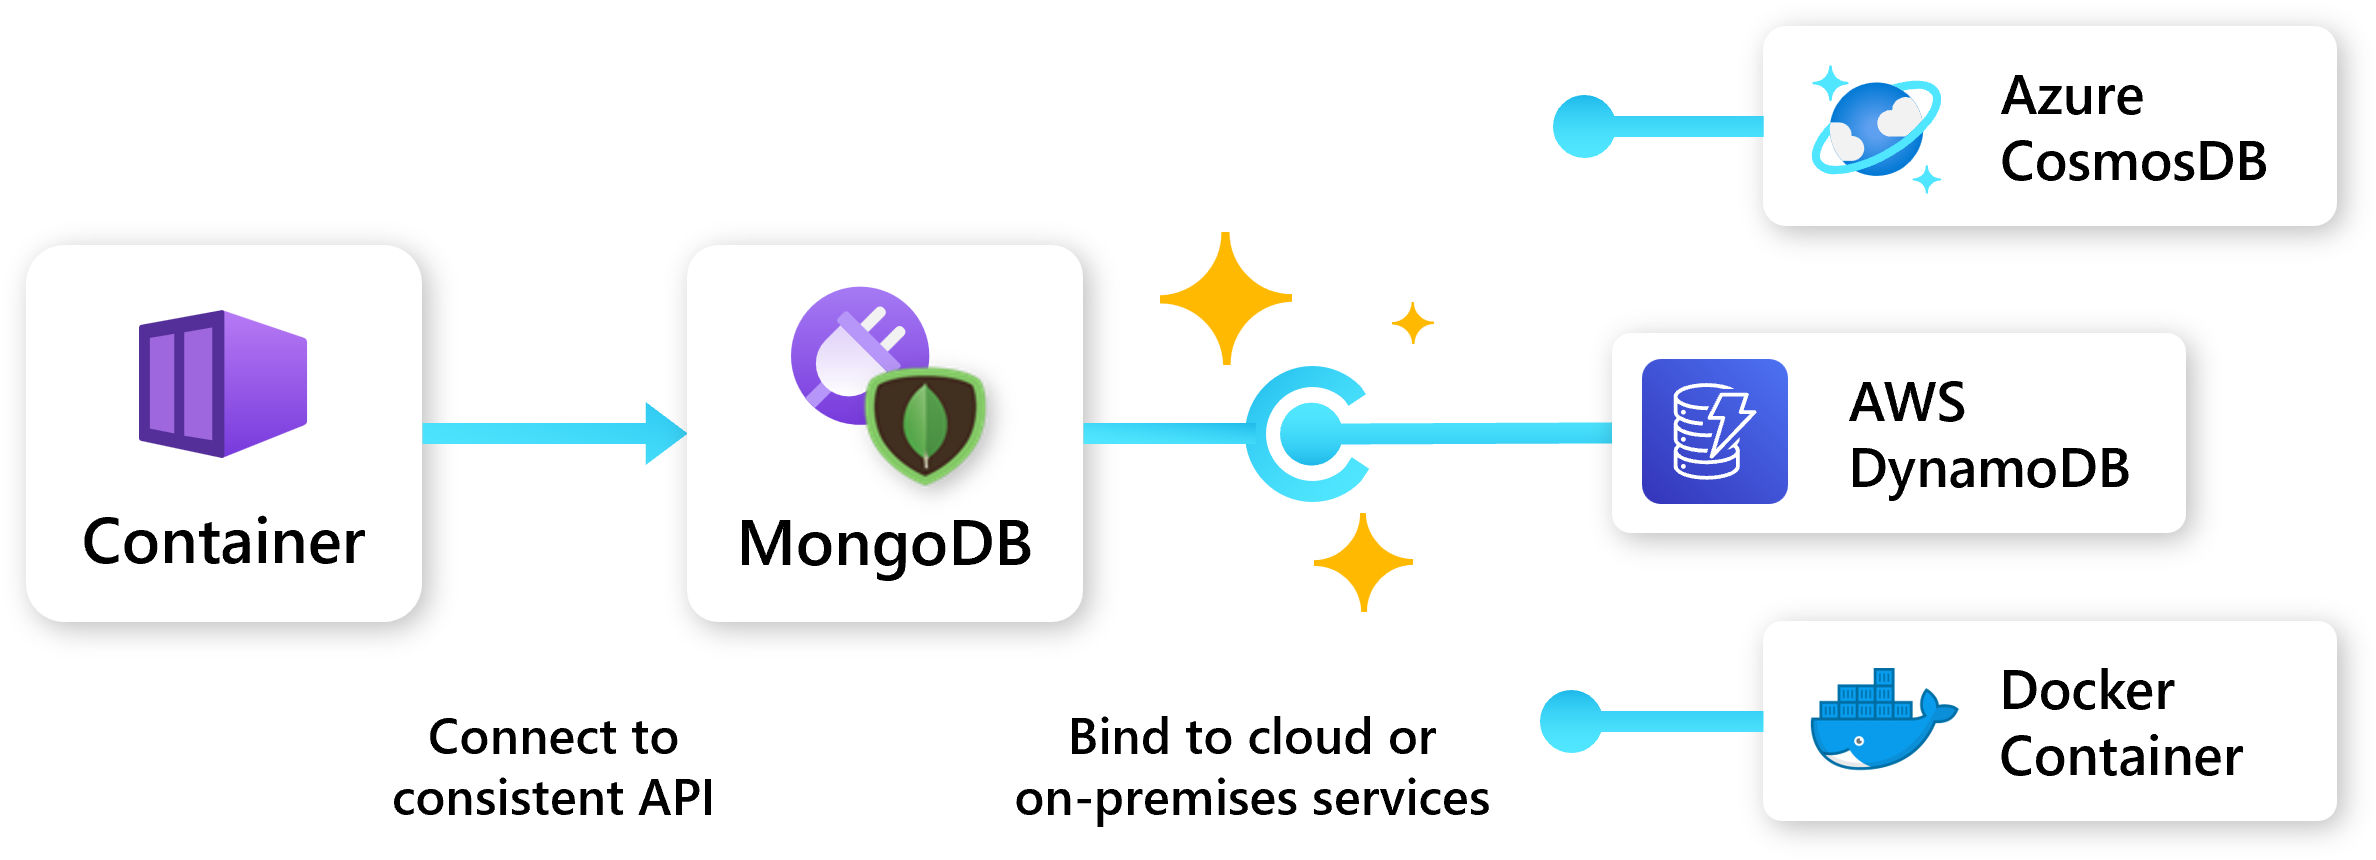 Container
MongoDB
Connect to
consistent API
Bind to cloud or
on-premises services
Azure
CosmosDB
AWS
DynamoDB
Docker
Container